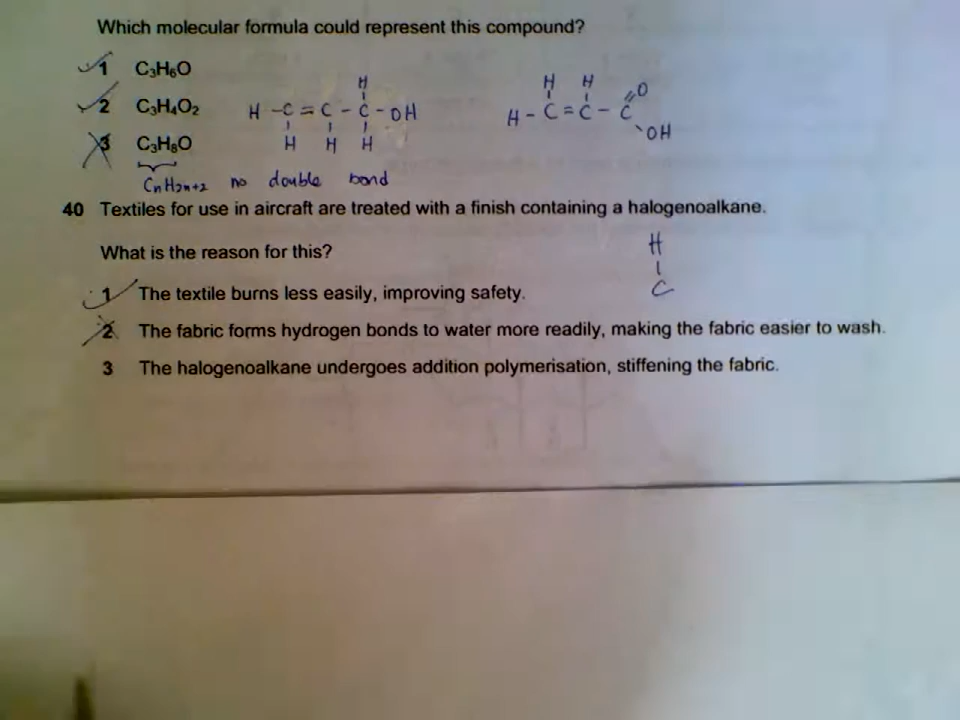 Which molecular formula could represent this compound?
1 C₃H₆O
H
H H O
2 C₃H₄O₂ H - C = C - C - OH H - C = C - C OH
3 C₃H₈O H H H
CnH2n+2 no double bond
40 Textiles for use in aircraft are treated with a finish containing a halogenoalkane.
What is the reason for this?
H
C
1 The textile burns less easily, improving safety.
2 The fabric forms hydrogen bonds to water more readily, making the fabric easier to wash.
3 The halogenoalkane undergoes addition polymerisation, stiffening the fabric.